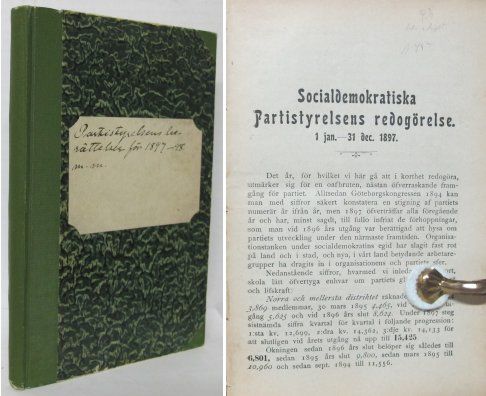 Partistyrelsens be-
rättelser för 1897–98
m.m.
Socialdemokratiska
Partistyrelsens redogörelse.
1 jan.—31 dec. 1897.
Det år, för hvilket vi här gå att i korthet redogöra,
utmärker sig för en oafbruten, nästan öfverraskande fram-
gång för partiet. Alltsedan Göteborgskongressen 1894 kan
man med siffror säkert konstatera en stigning af partiets
numerär år ifrån år, men 1897 öfverträffar alla föregående
år och har, minst sagdt, till fullo infriat de förhoppningar,
som man vid 1896 års utgång var berättigad att hysa om
partiets utveckling under den närmaste framtiden. Organisa-
tionstanken under socialdemokratins egid har slagit fast rot
på land och i stad, och nya, i vårt land betydande arbetare-
grupper ha dragits in i organisationens och partiets sfer.
Nedanstående siffror, hvarmed vi inleda
skola lätt öfvertyga enhvar om partiets
och lifskraft:
Norra och mellersta distriktet räknade
3,869 medlemmar, 30 mars 1895 4,465, vid
gång 5,625 och vid 1896 års slut 8,624. Under 1897 steg
sistnämda siffra kvartal för kvartal i följande progression:
1:sta kv. 12,699, 2:dra kv. 14,562, 3:dje kv. 14,133 för
att slutligen vid årets utgång nå upp till 15,425
Ökningen sedan 1896 års slut belöper sig således till
6,801, sedan 1895 års slut 9,800, sedan mars 1895 till
10,960 och sedan sept. 1894 till 11,556.